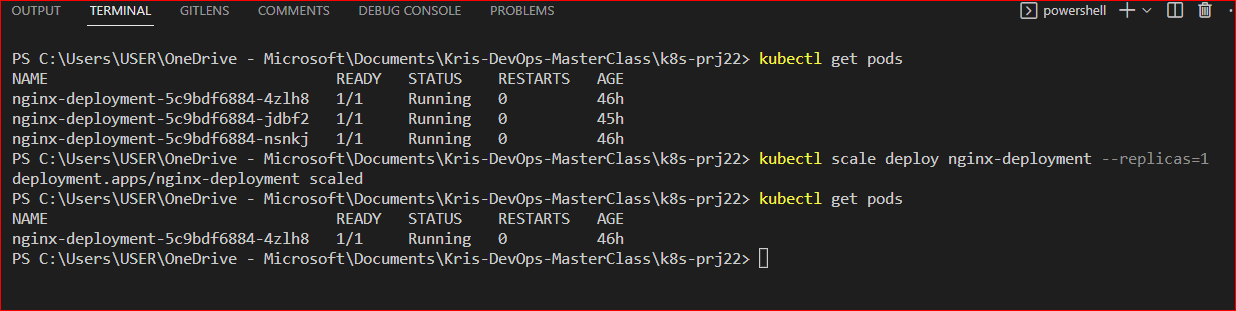 OUTPUT TERMINAL GITLENS COMMENTS DEBUG CONSOLE PROBLEMS powershell
PS C:\Users\USER\OneDrive - Microsoft\Documents\Kris-DevOps-MasterClass\k8s-prj22> kubectl get pods
NAME READY STATUS RESTARTS AGE
nginx-deployment-5c9bdf6884-4zlh8 1/1 Running 0 46h
nginx-deployment-5c9bdf6884-jdbf2 1/1 Running 0 45h
nginx-deployment-5c9bdf6884-nsnkj 1/1 Running 0 46h
PS C:\Users\USER\OneDrive - Microsoft\Documents\Kris-DevOps-MasterClass\k8s-prj22> kubectl scale deploy nginx-deployment --replicas=1
deployment.apps/nginx-deployment scaled
PS C:\Users\USER\OneDrive - Microsoft\Documents\Kris-DevOps-MasterClass\k8s-prj22> kubectl get pods
NAME READY STATUS RESTARTS AGE
nginx-deployment-5c9bdf6884-4zlh8 1/1 Running 0 46h
PS C:\Users\USER\OneDrive - Microsoft\Documents\Kris-DevOps-MasterClass\k8s-prj22>